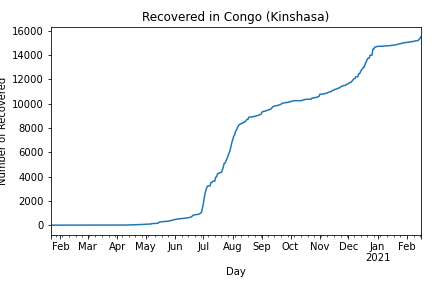 Recovered in Congo (Kinshasa)
16000
14000
12000
10000
8000
6000
4000
2000
0
Number of Recovered
Feb Mar Apr May Jun Jul Aug Sep Oct Nov Dec Jan Feb
2021
Day